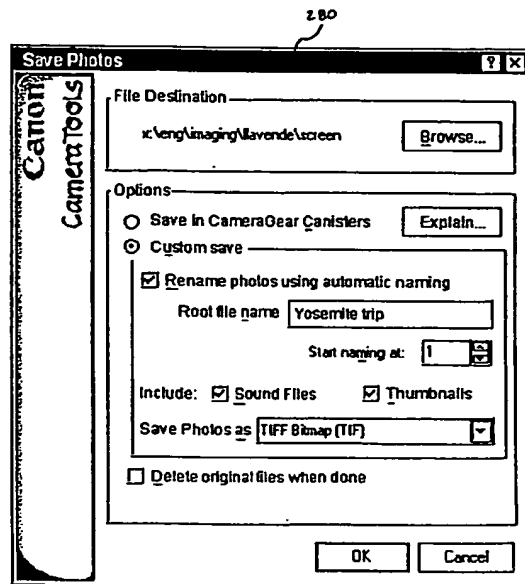 280
Save Photos
Canon
CameraTools
File Destination
x:\eng\imaging\llavende\screen
Browse...
Options
Save in CameraGear Canisters
Explain...
Custom save
Rename photos using automatic naming
Root file name
Yosemite trip
Start naming at:
1
Include:
Sound Files
Thumbnails
Save Photos as
TIFF Bitmap (TIF)
Delete original files when done
OK
Cancel